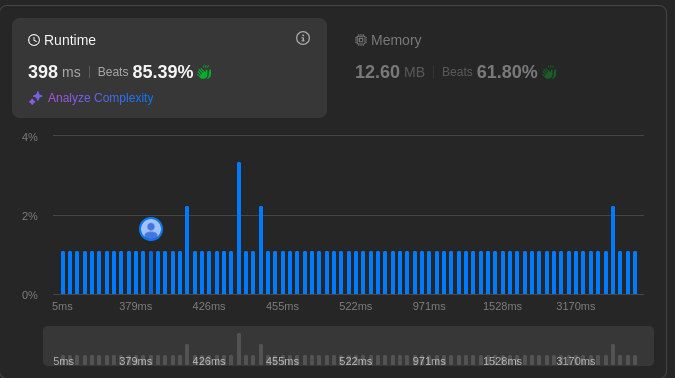 Runtime
Memory
398 ms | Beats 85.39%
12.60 MB | Beats 61.80%
Analyze Complexity
4%
2%
0%
5ms 379ms 426ms 455ms 522ms 971ms 1528ms 3170ms
5ms 379ms 426ms 455ms 522ms 971ms 1528ms 3170ms